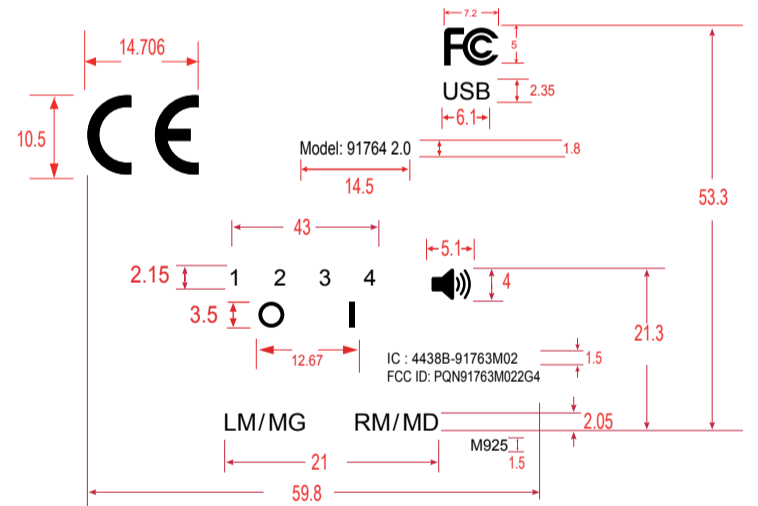 7.2
14.706
FC
5
USB
2.35
6.1
10.5
CE
Model: 91764 2.0
1.8
14.5
53.3
43
5.1
2.15
1 2 3 4
4
3.5
O I
21.3
12.67
IC : 4438B-91763M02
1.5
FCC ID: PQN91763M022G4
LM/MG RM/MD
2.05
M925
1.5
21
59.8